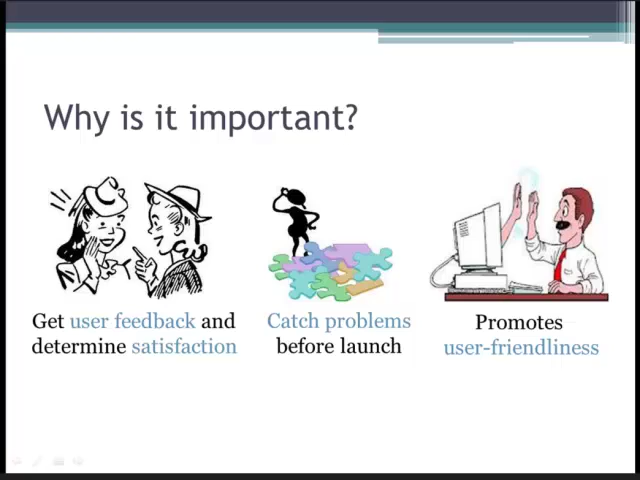 Why is it important?
Get user feedback and
determine satisfaction
Catch problems
before launch
Promotes
user-friendliness